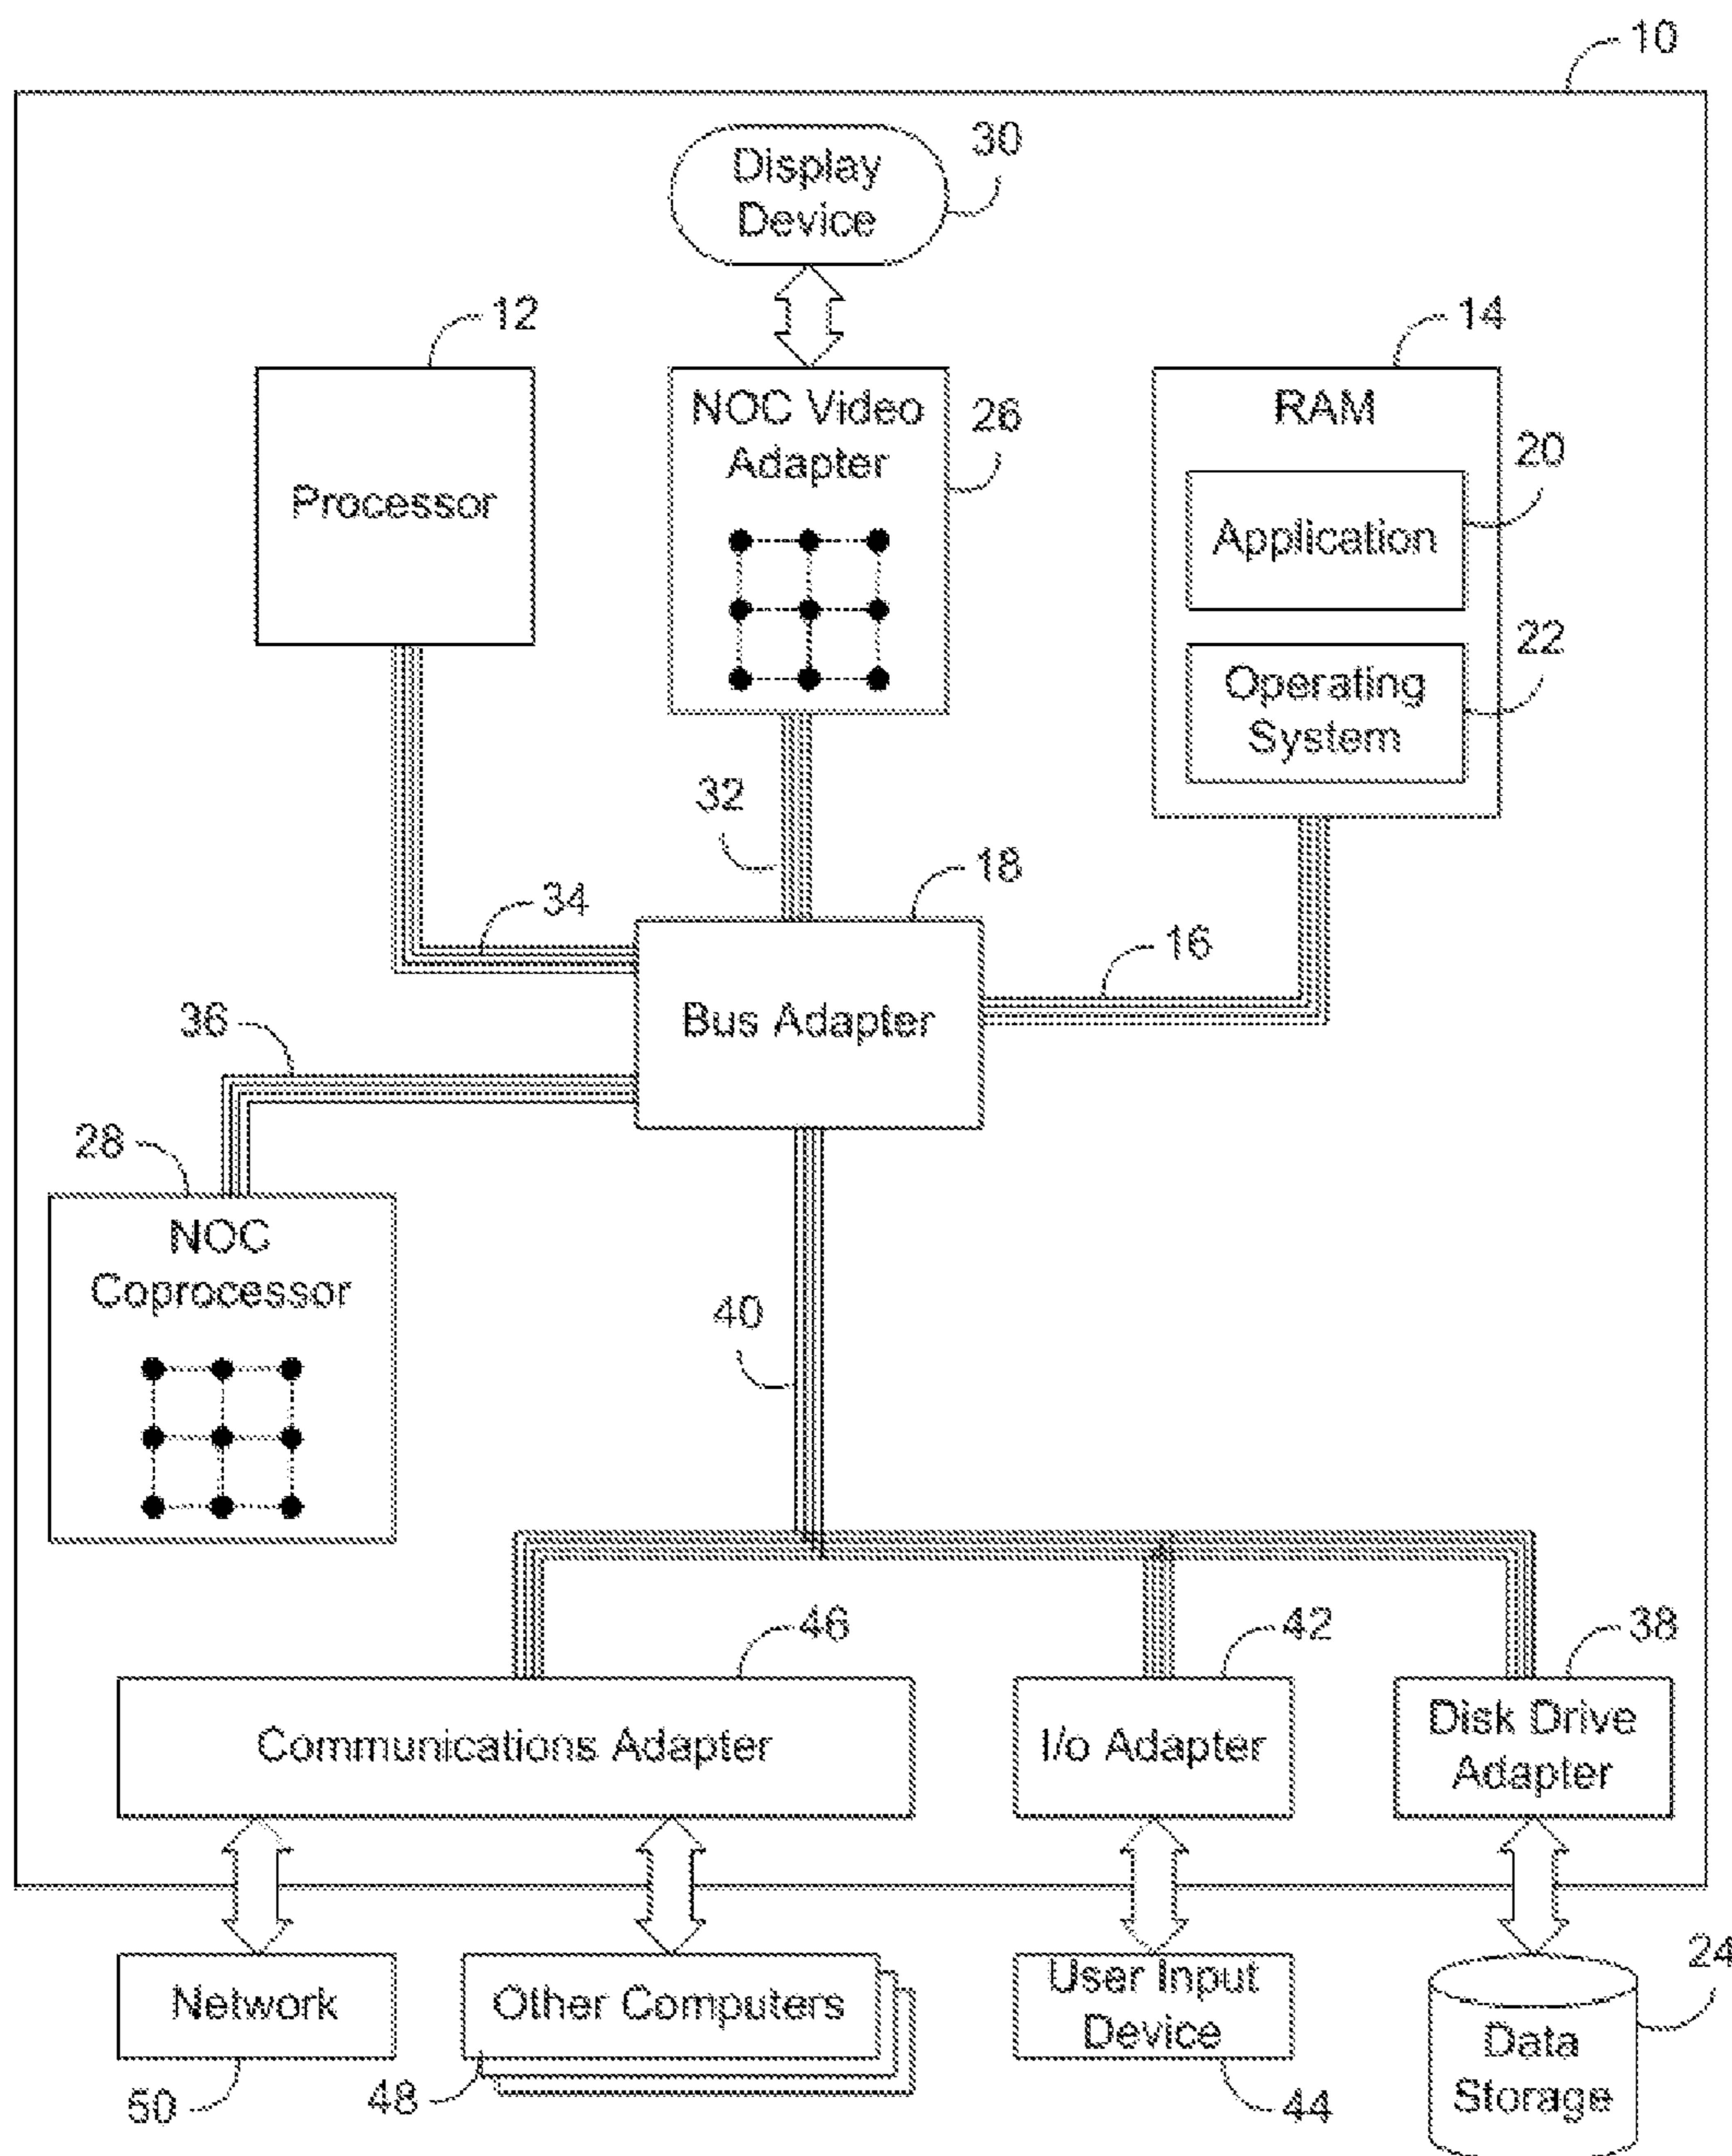 10
Display
Device
30
12
14
Processor
NOC Video
Adapter
26
RAM
20
Application
22
Operating
System
32
18
34
16
Bus Adapter
36
28
NOC
Coprocessor
40
46
42
38
Communications Adapter
I/o Adapter
Disk Drive
Adapter
Network
50
Other Computers
48
User Input
Device
44
24
Data
Storage